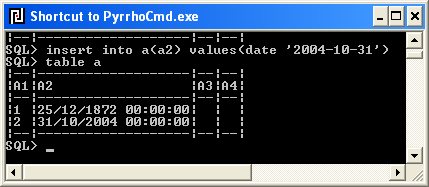 Shortcut to PyrrhoCmd.exe
|--|-------------------|--|--|
SQL> insert into a(a2) values(date '2004-10-31')
SQL> table a
|--|-------------------|--|--|
|A1|A2                 |A3|A4|
|--|-------------------|--|--|
|1 |25/12/1872 00:00:00|  |  |
|2 |31/10/2004 00:00:00|  |  |
|--|-------------------|--|--|
SQL> _